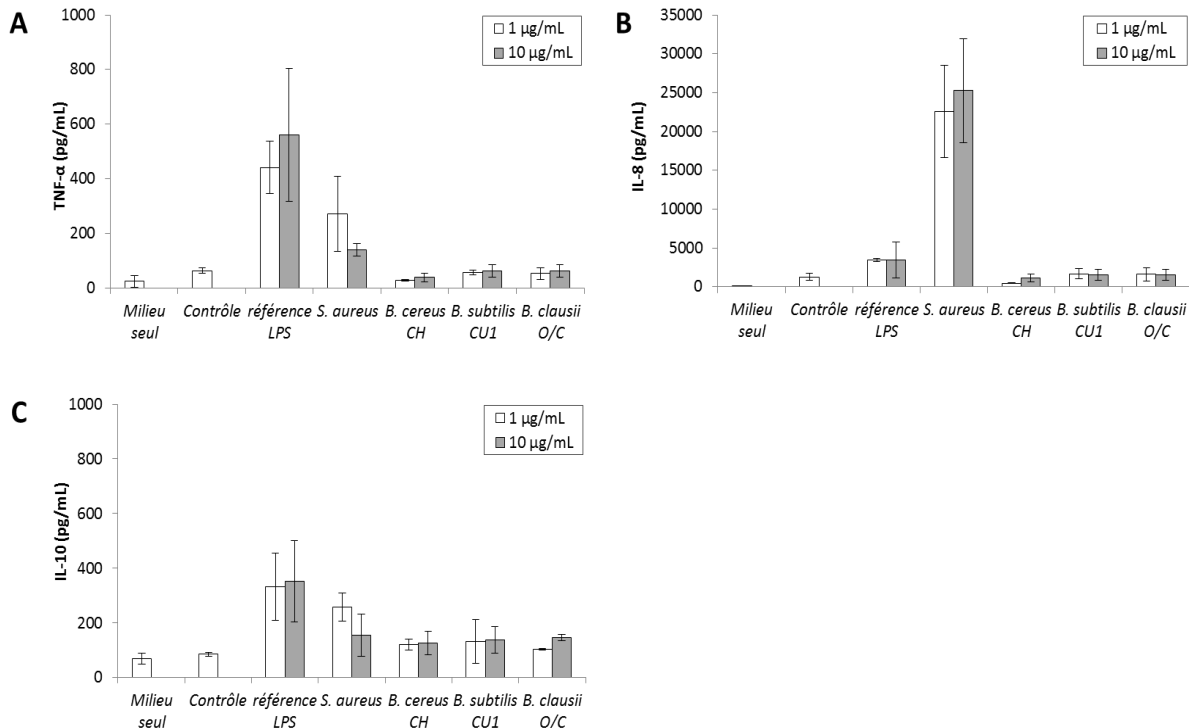 A
1 µg/mL
10 µg/mL
TNF-α (pg/mL)
1000
800
600
400
200
0
Milieu seul
Contrôle
référence LPS
S. aureus
B. cereus CH
B. subtilis CU1
B. clausii O/C
B
1 µg/mL
10 µg/mL
IL-8 (pg/mL)
35000
30000
25000
20000
15000
10000
5000
0
Milieu seul
Contrôle
référence LPS
S. aureus
B. cereus CH
B. subtilis CU1
B. clausii O/C
C
1 µg/mL
10 µg/mL
IL-10 (pg/mL)
1000
800
600
400
200
0
Milieu seul
Contrôle
référence LPS
S. aureus
B. cereus CH
B. subtilis CU1
B. clausii O/C